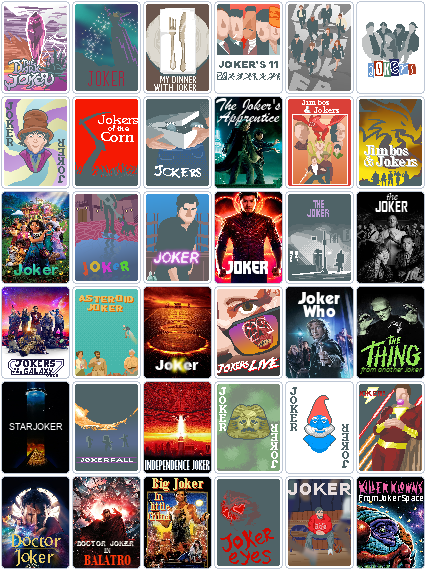 THE DARK JOKER
JOKER
MY DINNER
WITH JOKER
JOKER'S 11
JOKERS
JOKER
JOKER
Jokers
of the
Corn
JOKERS
The Joker's
Apprentice
Jimbos
& Jokers
Jimbos
& Jokers
Joker
JOKER
JOKER
JOKER
THE
JOKER
the
JOKER
JOKERS
ASTEROID
JOKER
JoKer
JOKERS LIVE
Joker
Who
THE
THING
from another joker
STARJOKER
JOKERFALL
INDEPENDENCE JOKER
JOKER
JOKER
JOKER
JOKER
Doctor
Joker
DOCTOR JOKER
IN
BALATRO
Big Joker
in
little
China
Joker
eyes
JOKER
KILLER KLOWNS
From Joker Space